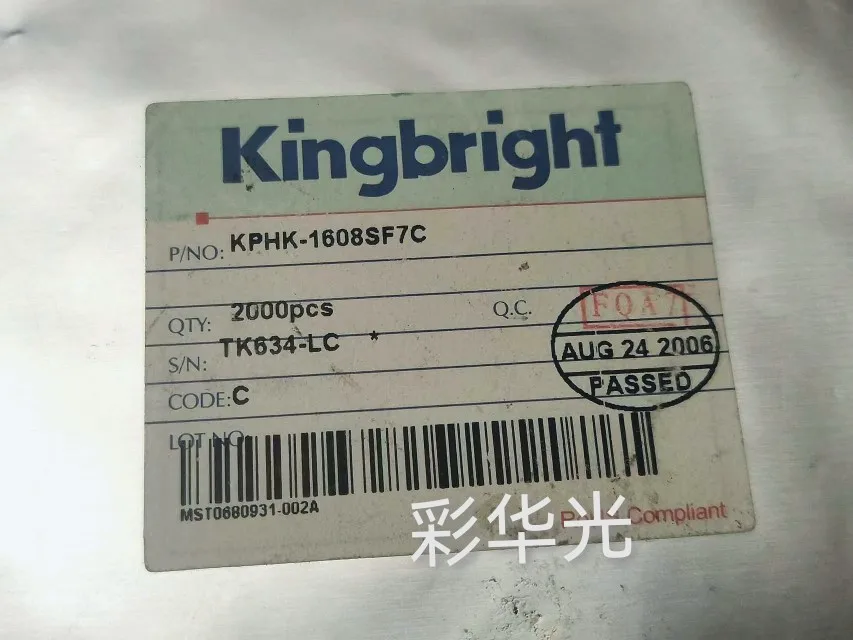 Kingbright
P/NO: KPHK-1608SF7C
QTY: 2000pcs
Q.C.
FQA7
AUG 24 2006
PASSED
S/N: TK634-LC *
CODE: C
LOT NO
MST0680931-002A
Compliant
彩华光